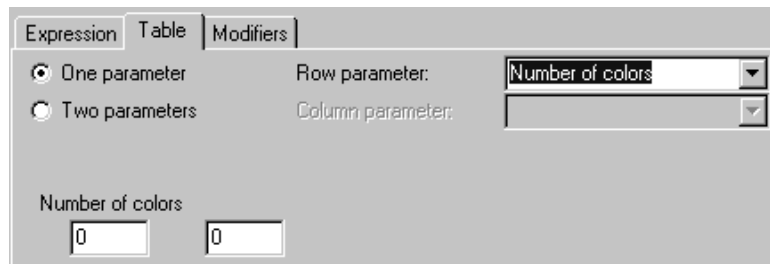 Expression Table Modifiers
One parameter Row parameter: Number of colors
Two parameters Column parameter:
Number of colors
0 0